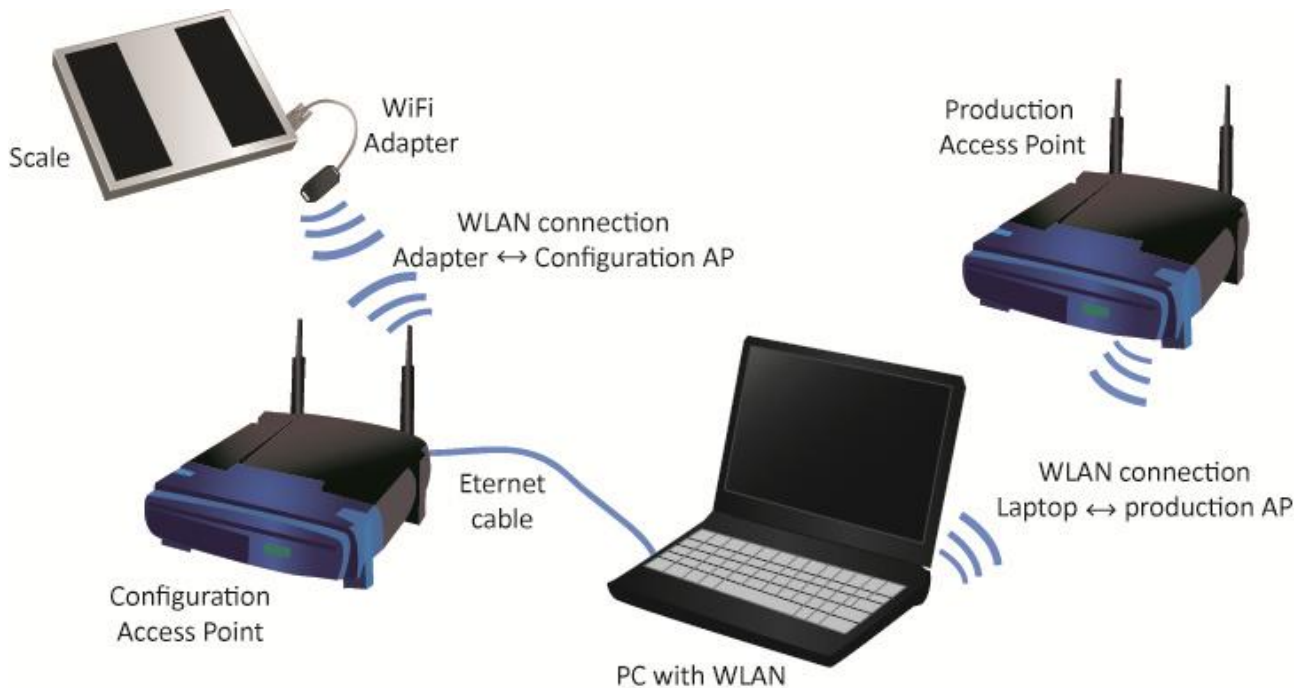 WiFi
Adapter
Scale
Production
Access Point
WLAN connection
Adapter ↔ Configuration AP
Eternet
cable
WLAN connection
Laptop ↔ production AP
Configuration
Access Point
PC with WLAN